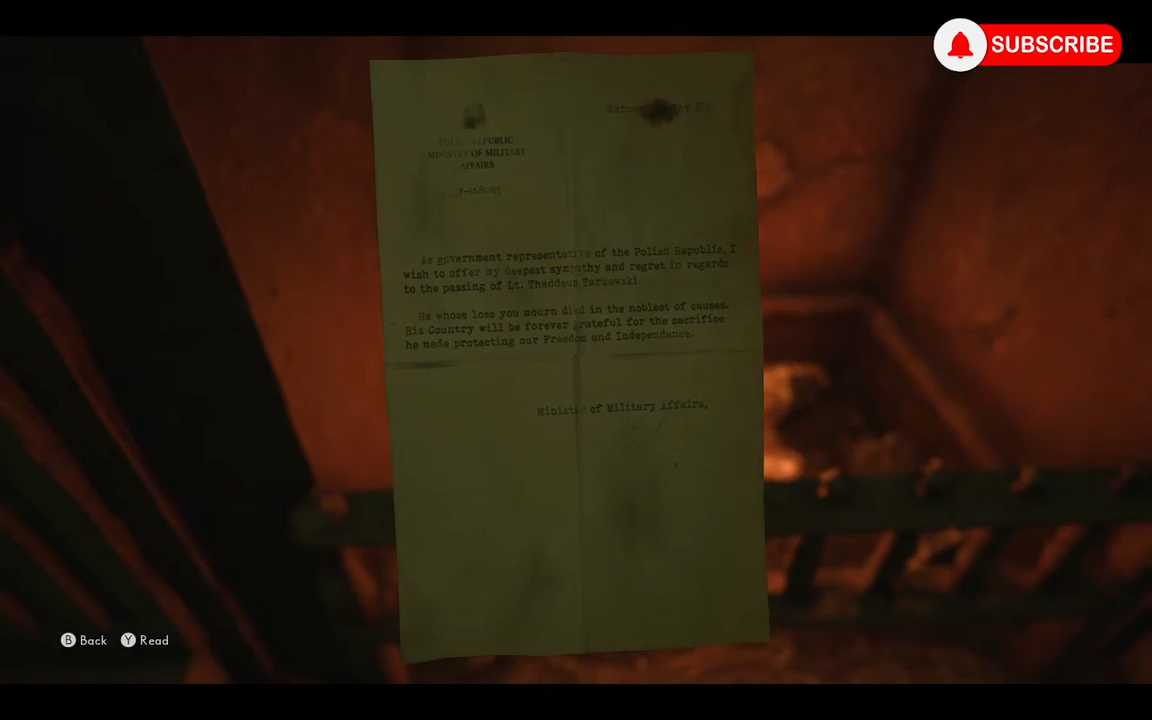 SUBSCRIBE
POLISH REPUBLIC
MINISTRY OF MILITARY
AFFAIRS
As government representative of the Polish Republic, I
wish to offer my deepest sympathy and regret in regards
to the passing of Lt. Thaddeus Tarkowski.
He whose loss you mourn died in the noblest of causes.
His Country will be forever grateful for the sacrifice
he made protecting our Freedom and Independence.
Minister of Military Affairs,
B Back Y Read